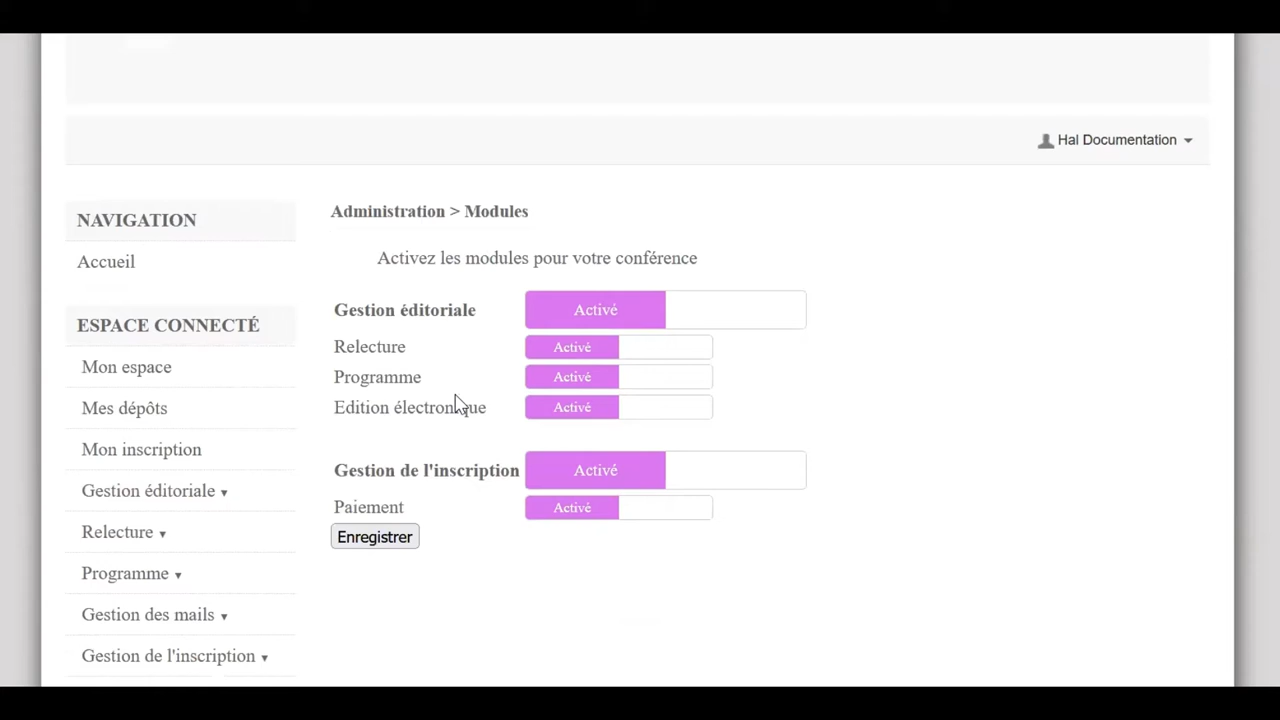 Hal Documentation
NAVIGATION
Accueil
ESPACE CONNECTÉ
Mon espace
Mes dépôts
Mon inscription
Gestion éditoriale
Relecture
Programme
Gestion des mails
Gestion de l'inscription
Administration > Modules
Activez les modules pour votre conférence
Gestion éditoriale Activé
Relecture Activé
Programme Activé
Edition électronique Activé
Gestion de l'inscription Activé
Paiement Activé
Enregistrer